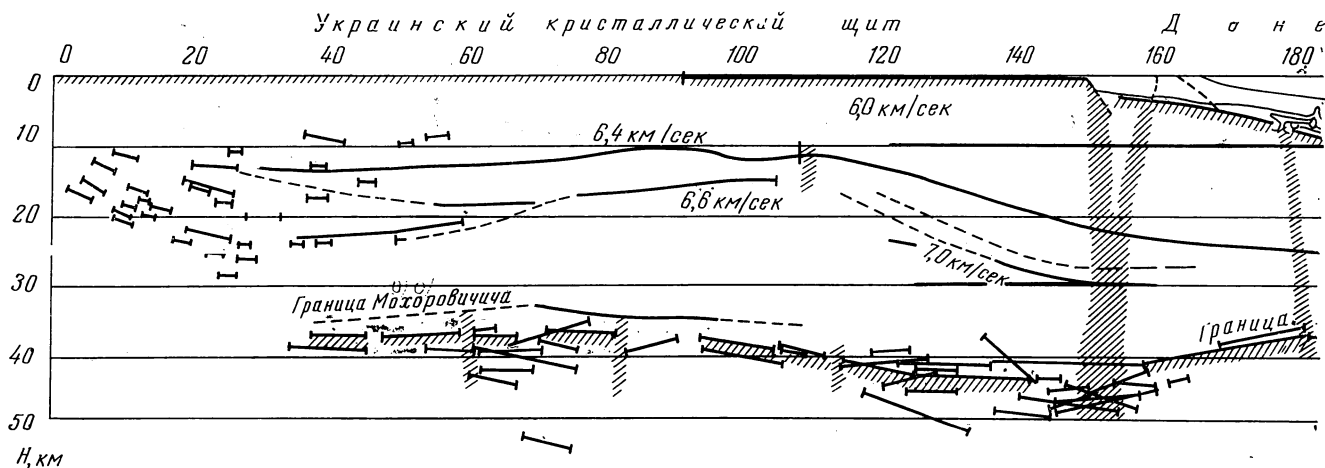 Украинский кристаллический щит Доне
0 20 40 60 80 100 120 140 160 180
0
6,0 км/сек
10
6,4 км/сек
20
6,6 км/сек
7,0 км/сек
30
Граница Мохоровичича
Граница
40
50
Н, км